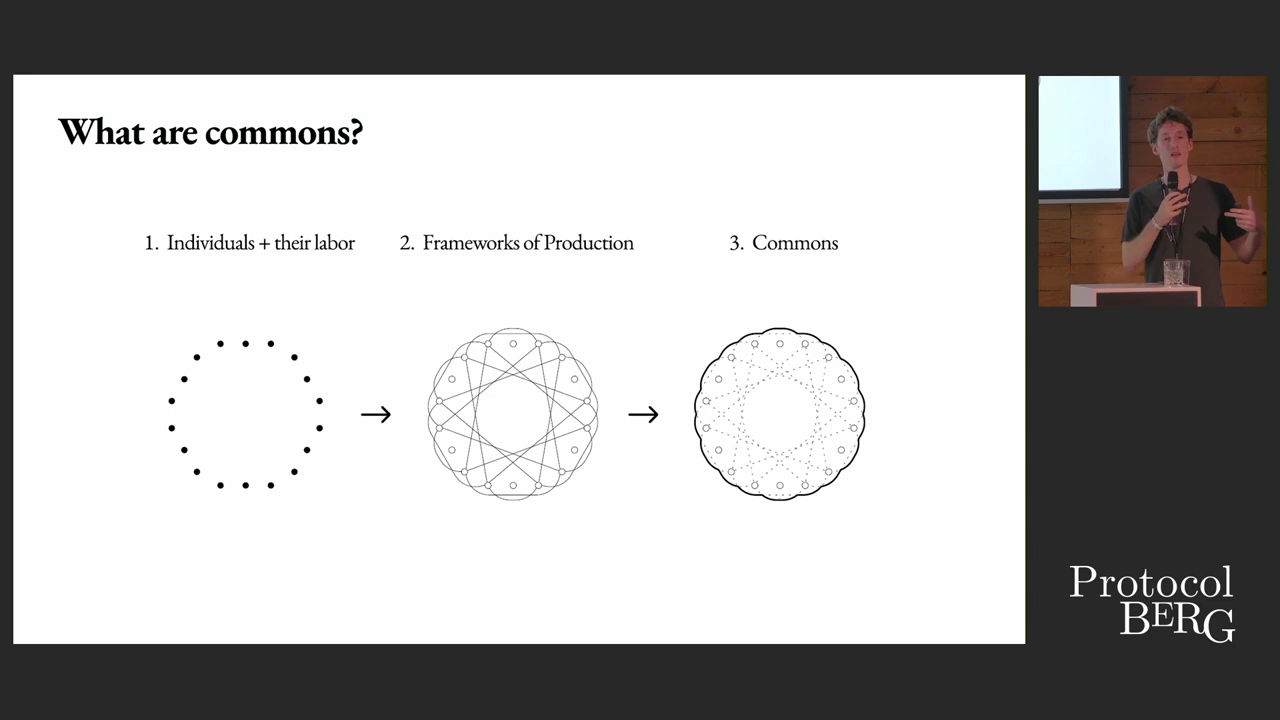 What are commons?
1. Individuals + their labor
2. Frameworks of Production
3. Commons
Protocol
BERG